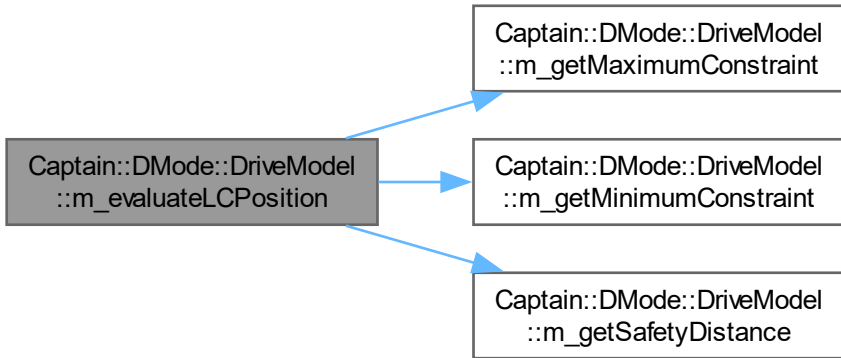 Captain::DMode::DriveModel
::m_getMaximumConstraint
Captain::DMode::DriveModel
::m_evaluateLCPosition
Captain::DMode::DriveModel
::m_getMinimumConstraint
Captain::DMode::DriveModel
::m_getSafetyDistance